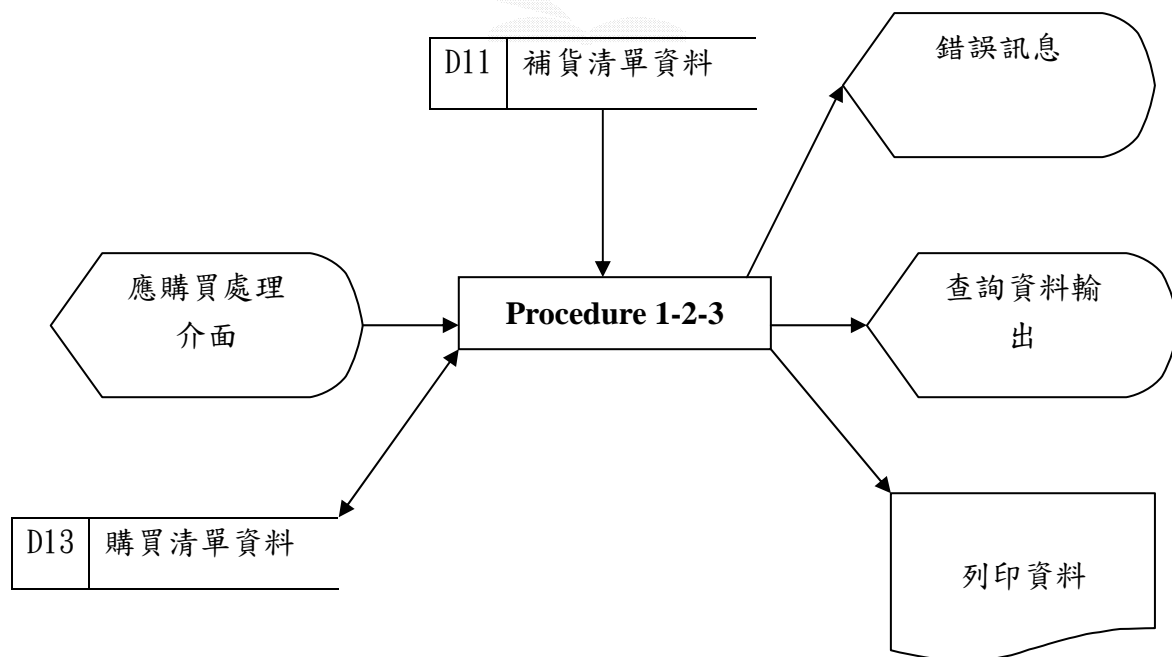 D11 補貨清單資料
錯誤訊息
應購買處理
介面
Procedure 1-2-3
查詢資料輸
出
D13 購買清單資料
列印資料